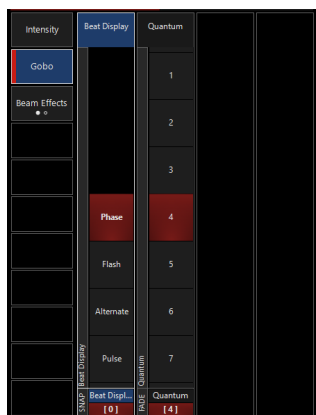 Intensity
Gobo
Beam Effects
Beat Display
Quantum
1
2
3
Phase
4
Flash
5
Alternate
6
Pulse
7
Beat Display
Quantum
SNAP
Beat Displ...
[ 0 ]
FADE
Quantum
[ 4 ]